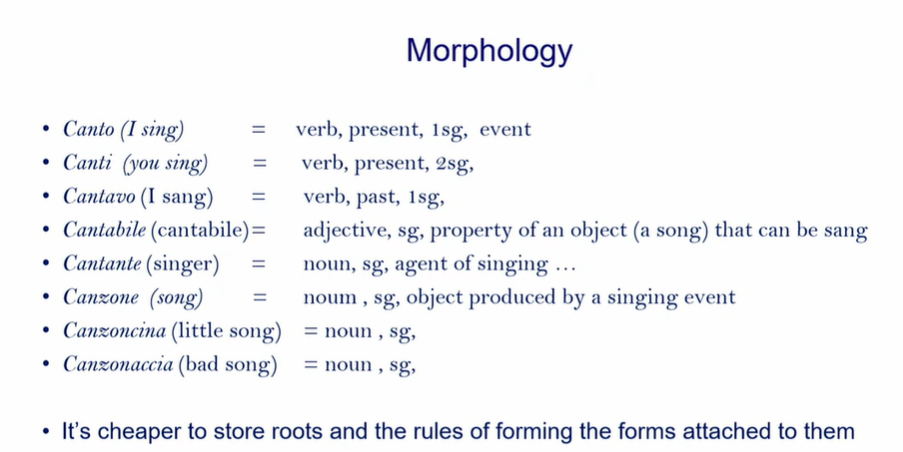 Morphology
• Canto (I sing) = verb, present, 1sg, event
• Canti (you sing) = verb, present, 2sg,
• Cantavo (I sang) = verb, past, 1sg,
• Cantabile (cantabile)= adjective, sg, property of an object (a song) that can be sang
• Cantante (singer) = noun, sg, agent of singing ...
• Canzone (song) = noum , sg, object produced by a singing event
• Canzoncina (little song) = noun , sg,
• Canzonaccia (bad song) = noun , sg,
• It's cheaper to store roots and the rules of forming the forms attached to them